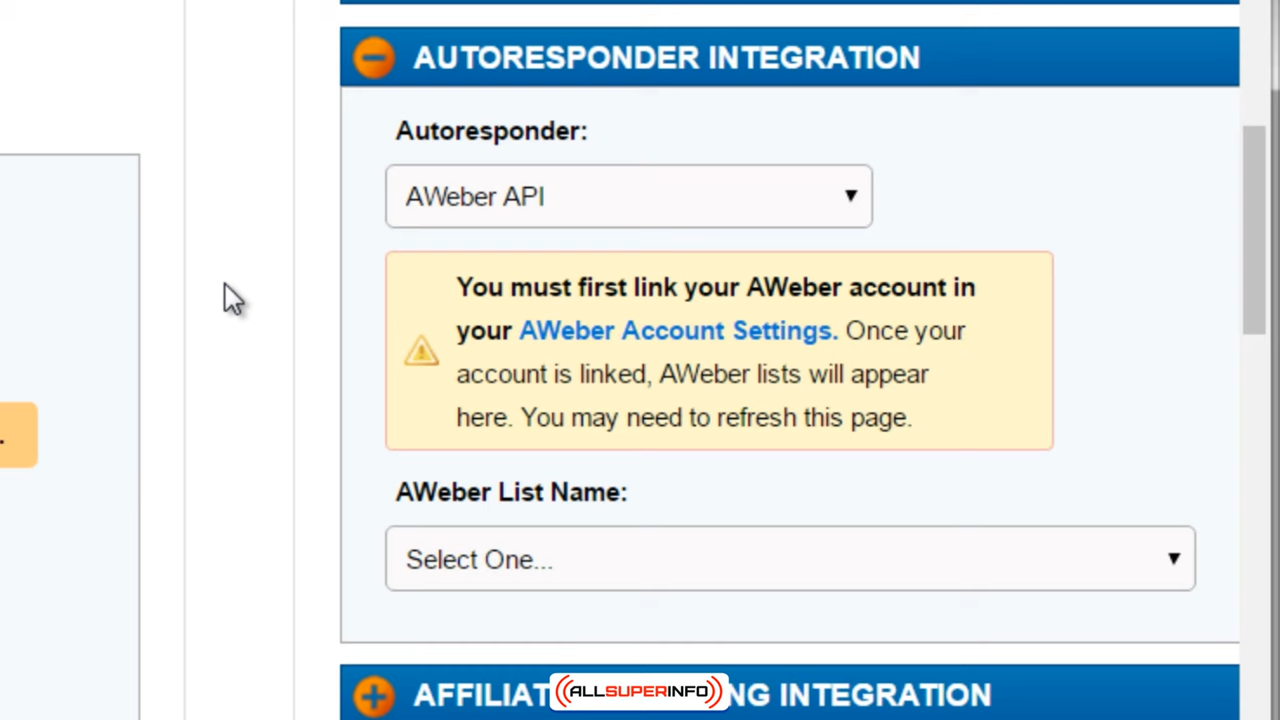 AUTORESPONDER INTEGRATION
Autoresponder:
AWeber API
You must first link your AWeber account in
your AWeber Account Settings. Once your
account is linked, AWeber lists will appear
here. You may need to refresh this page.
AWeber List Name:
Select One...
AFFILIAT NG INTEGRATION
ALLSUPERINFO